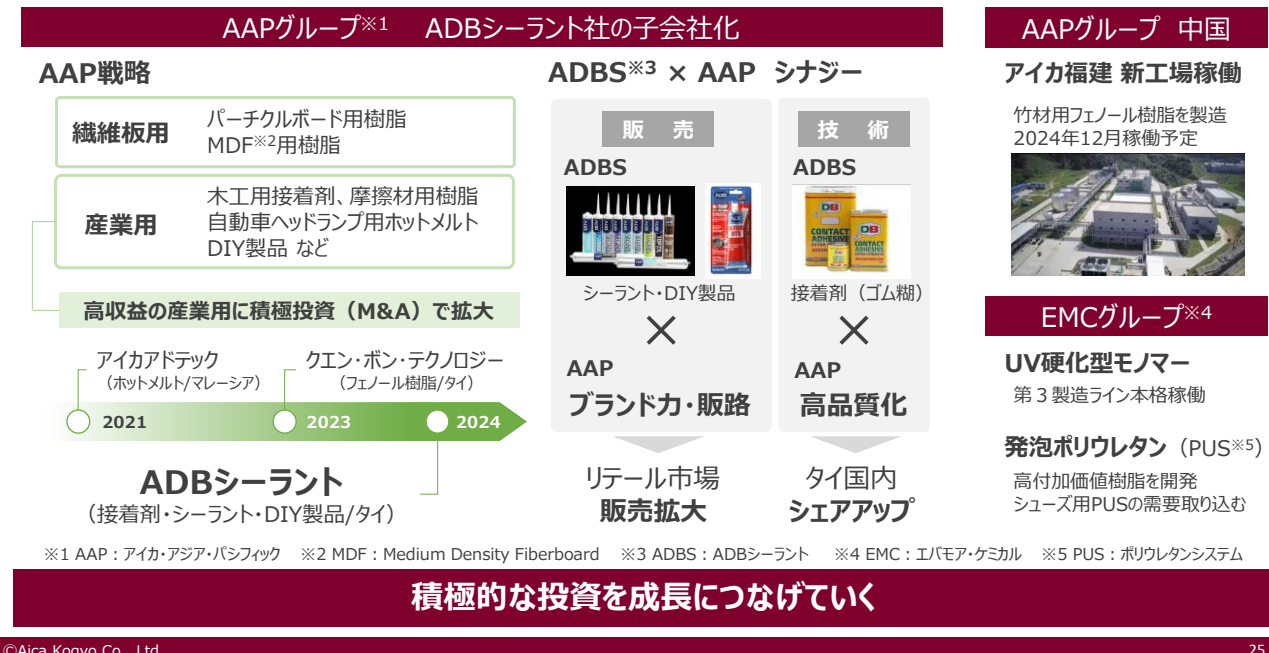 AAPグループ※1 ADBシーラント社の子会社化
AAP戦略
繊維板用
パーチクルボード用樹脂
MDF※2用樹脂
産業用
木工用接着剤、摩擦材用樹脂
自動車ヘッドランプ用ホットメルト
DIY製品 など
高収益の産業用に積極投資（M&A）で拡大
アイカアドテック
（ホットメルト/マレーシア）
クエン・ボン・テクノロジー
（フェノール樹脂/タイ）
2021
2023
2024
ADBシーラント
（接着剤・シーラント・DIY製品/タイ）
ADBS※3 × AAP シナジー
販 売
ADBS
シーラント・DIY製品
×
AAP
ブランド力・販路
リテール市場
販売拡大
技 術
ADBS
DB
CONTACT
ADHESIVE
DB
接着剤（ゴム糊）
×
AAP
高品質化
タイ国内
シェアアップ
AAPグループ 中国
アイカ福建 新工場稼働
竹材用フェノール樹脂を製造
2024年12月稼働予定
EMCグループ※4
UV硬化型モノマー
第３製造ライン本格稼働
発泡ポリウレタン（PUS※5）
高付加価値樹脂を開発
シューズ用PUSの需要取り込む
※1 AAP：アイカ・アジア・パシフィック ※2 MDF：Medium Density Fiberboard ※3 ADBS：ADBシーラント ※4 EMC：エバモア・ケミカル ※5 PUS：ポリウレタンシステム
積極的な投資を成長につなげていく
©Aica Kogyo Co., Ltd.
25